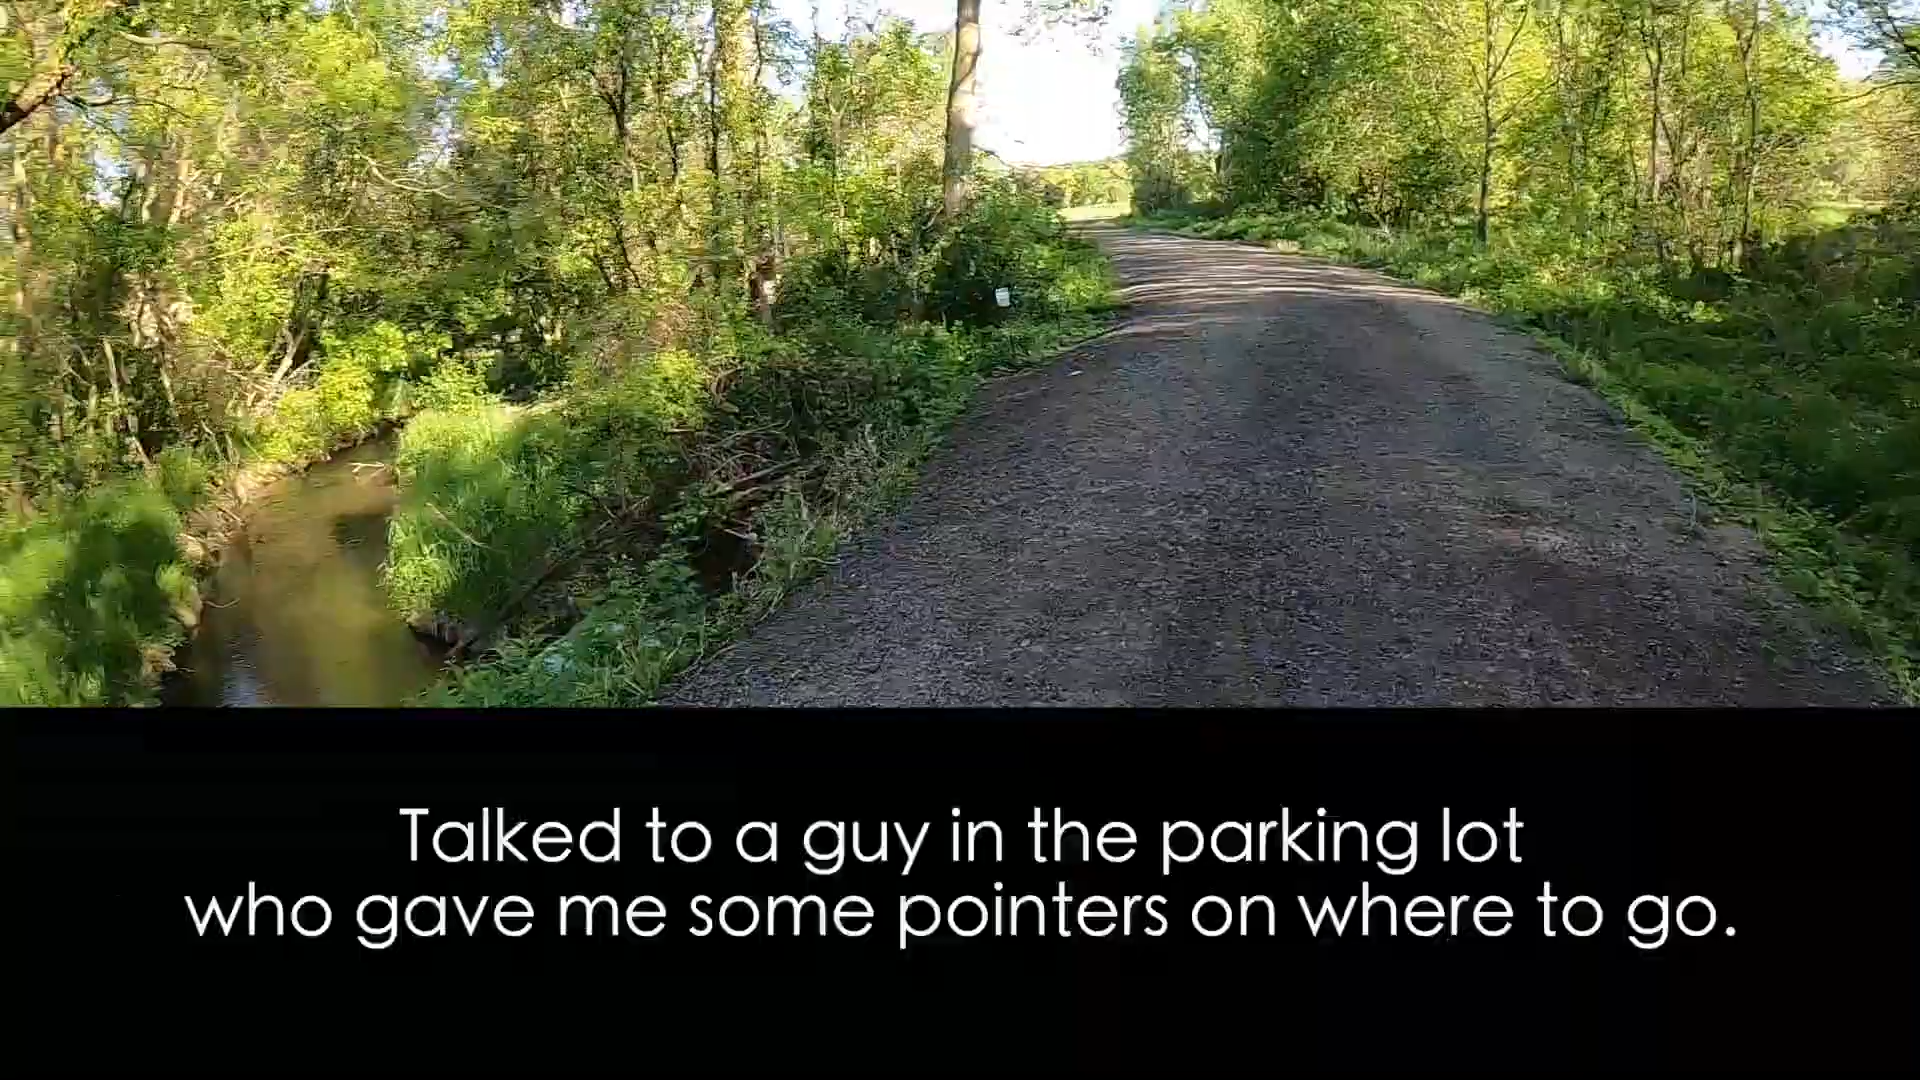 Talked to a guy in the parking lot
who gave me some pointers on where to go.